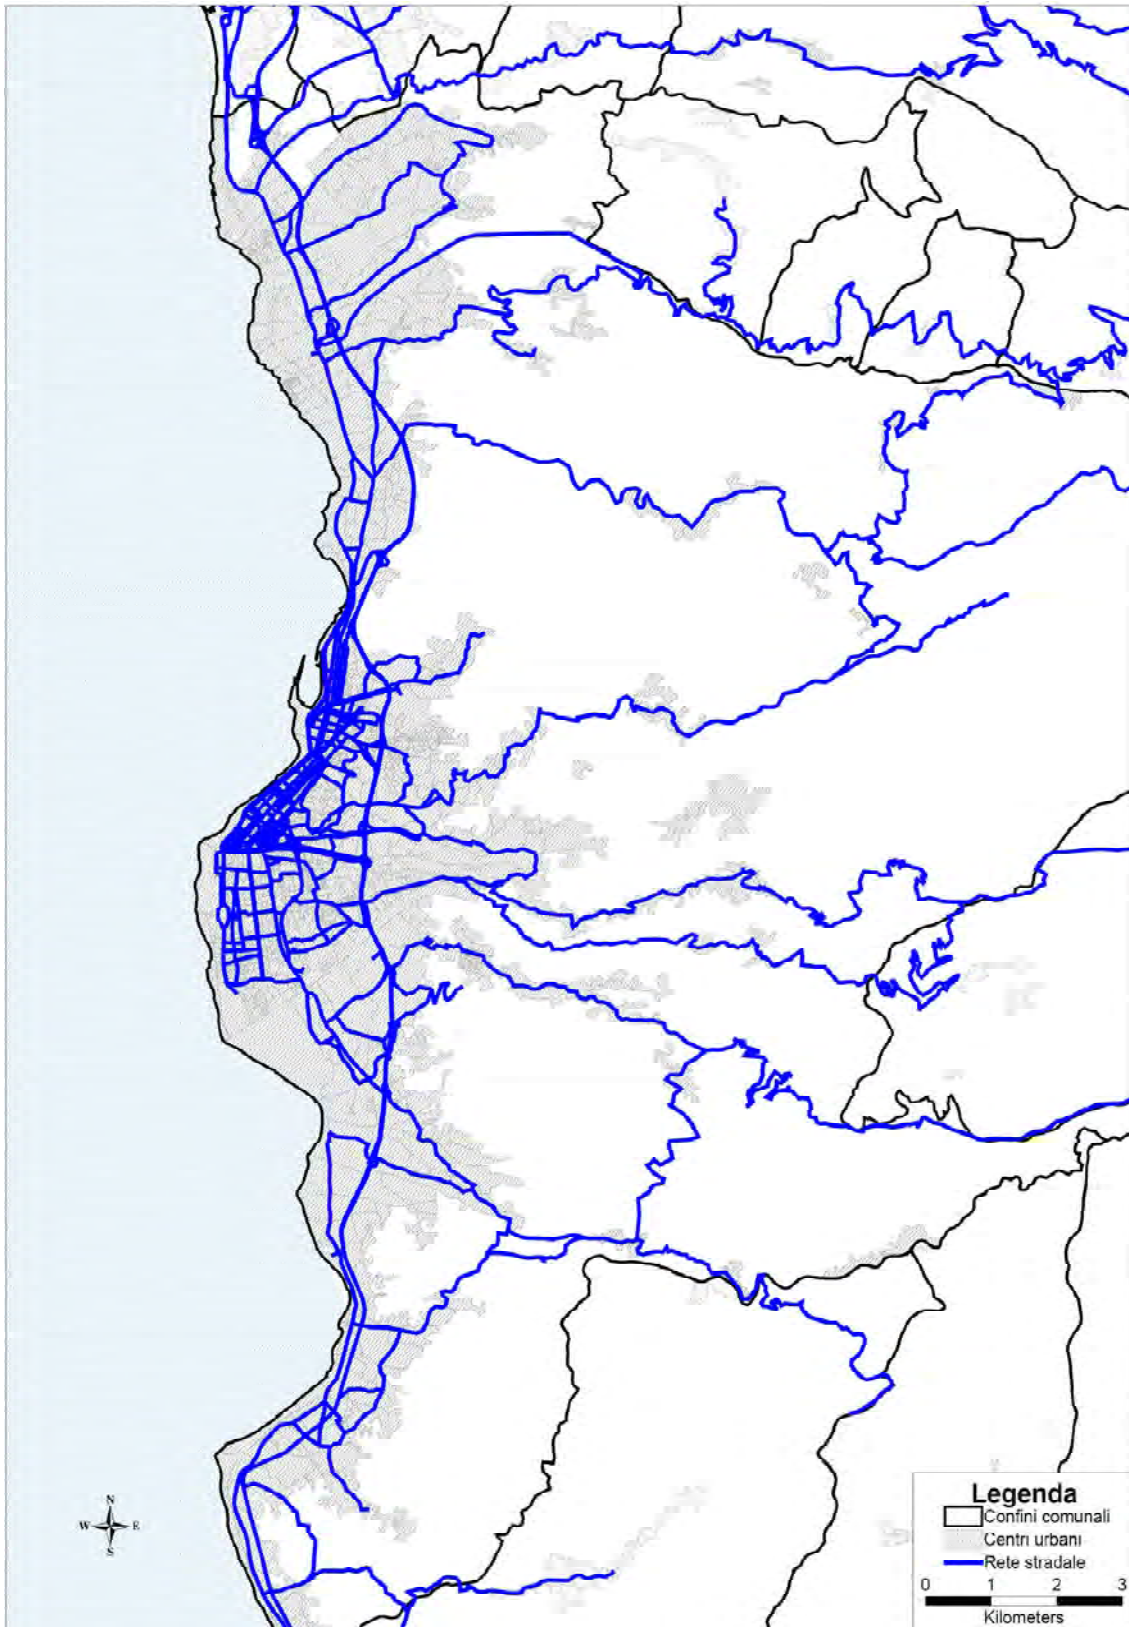 N
W E
S
Legenda
Confini comunali
Centri urbani
Rete stradale
0 1 2 3
Kilometers